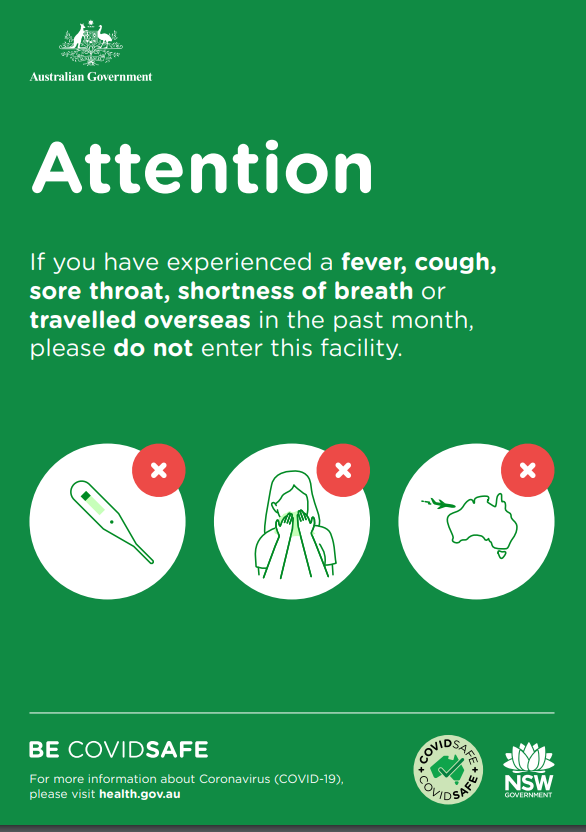 Australian Government
Attention
If you have experienced a fever, cough,
sore throat, shortness of breath or
travelled overseas in the past month,
please do not enter this facility.
BE COVIDSAFE
For more information about Coronavirus (COVID-19),
please visit health.gov.au
COVIDSAFE
COVIDSAFE
NSW
GOVERNMENT